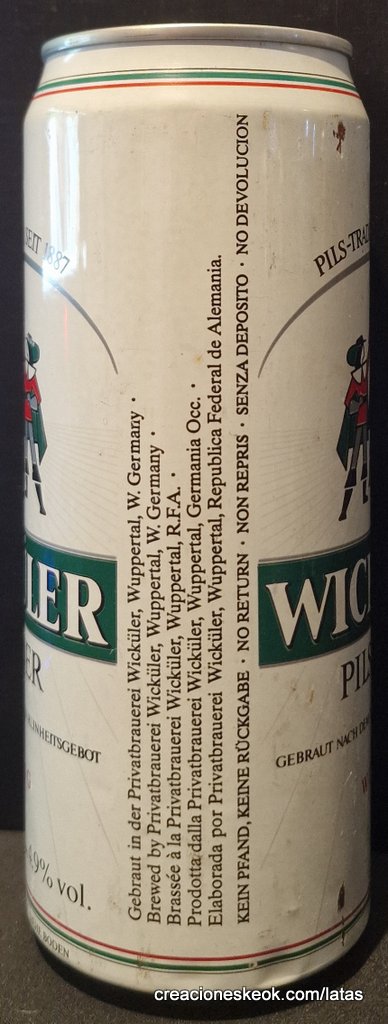 SEIT 1887
LER
ER
4.9% VOL.
BODEN
Gebraut in der Privatbrauerei Wicküler, Wuppertal, W. Germany ·
Brewed by Privatbrauerei Wicküler, Wuppertal, W. Germany ·
Brassée à la Privatbrauerei Wicküler, Wuppertal, R.F.A. ·
Prodotta dalla Privatbrauerei Wicküler, Wuppertal, Germania Occ. ·
Elaborada por Privatbrauerei Wicküler, Wuppertal, Republica Federal de Alemania.
KEIN PFAND, KEINE RÜCKGABE · NO RETURN · NON REPRIS · SENZA DEPOSITO · NO DEVOLUCION
PILS-TRAD
WIC
PILS
GEBRAUT NACH DE
W
creacioneskeok.com/latas